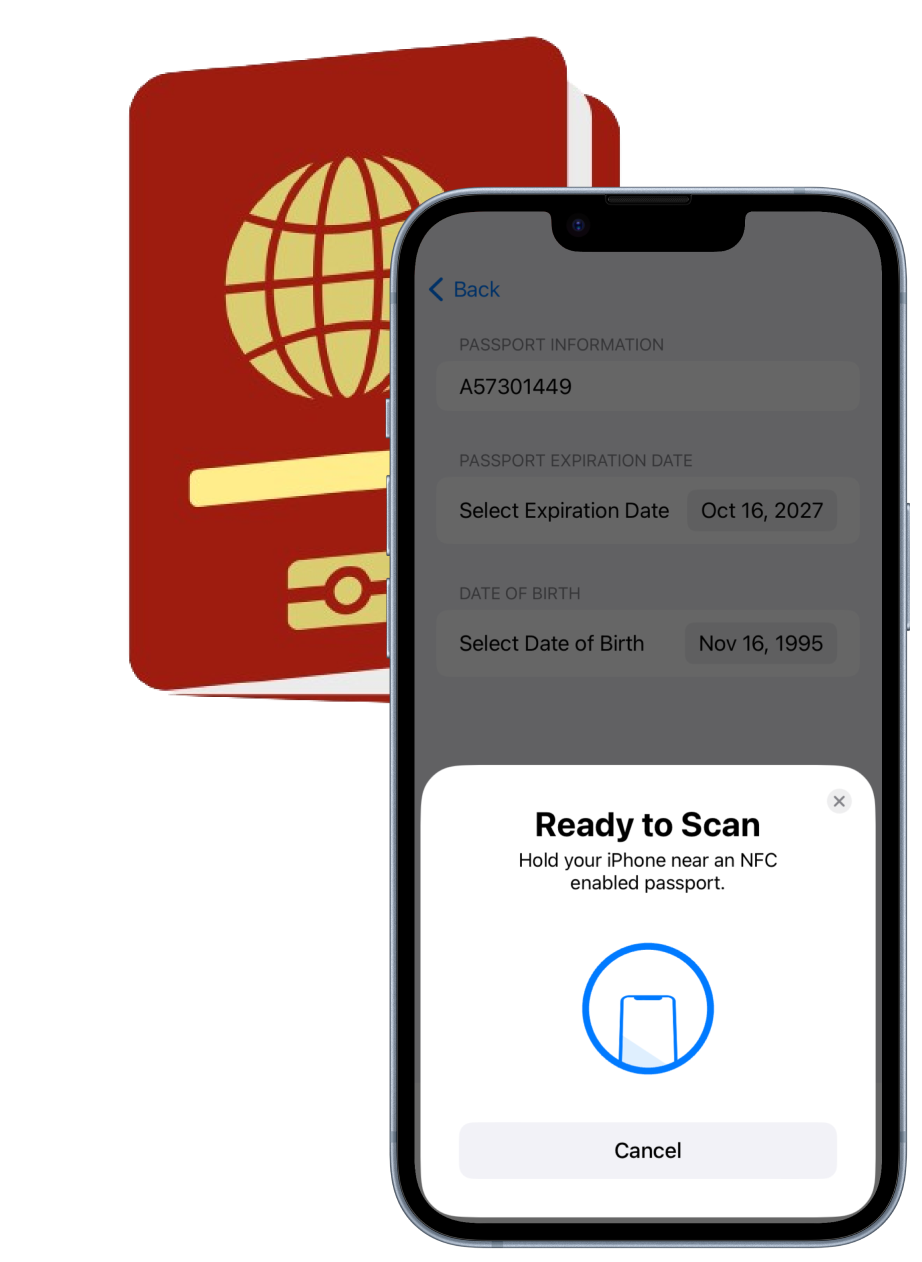 Back
PASSPORT INFORMATION
A57301449
PASSPORT EXPIRATION DATE
Select Expiration Date Oct 16, 2027
DATE OF BIRTH
Select Date of Birth Nov 16, 1995
Ready to Scan
Hold your iPhone near an NFC
enabled passport.
Cancel